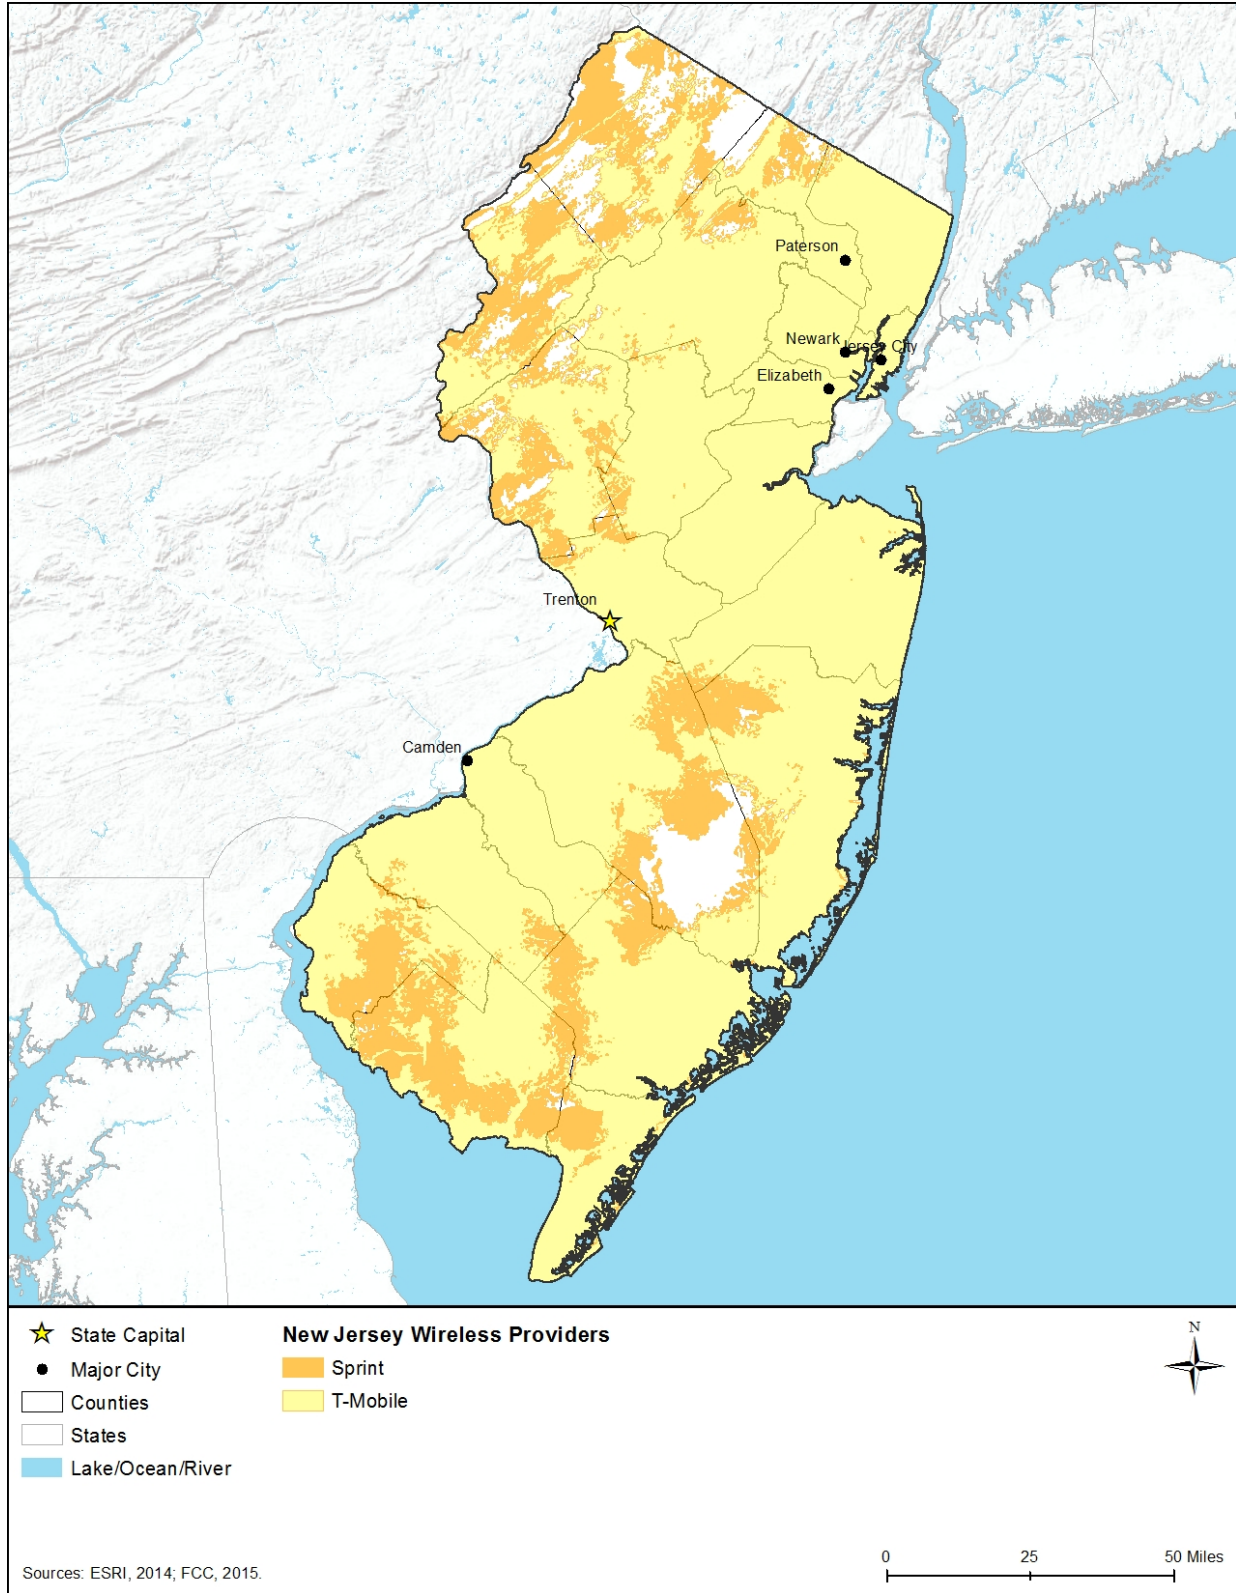 Paterson
Newark
Jersey City
Elizabeth
Trenton
Camden
State Capital
Major City
Counties
States
Lake/Ocean/River
New Jersey Wireless Providers
Sprint
T-Mobile
N
Sources: ESRI, 2014; FCC, 2015.
0 25 50 Miles